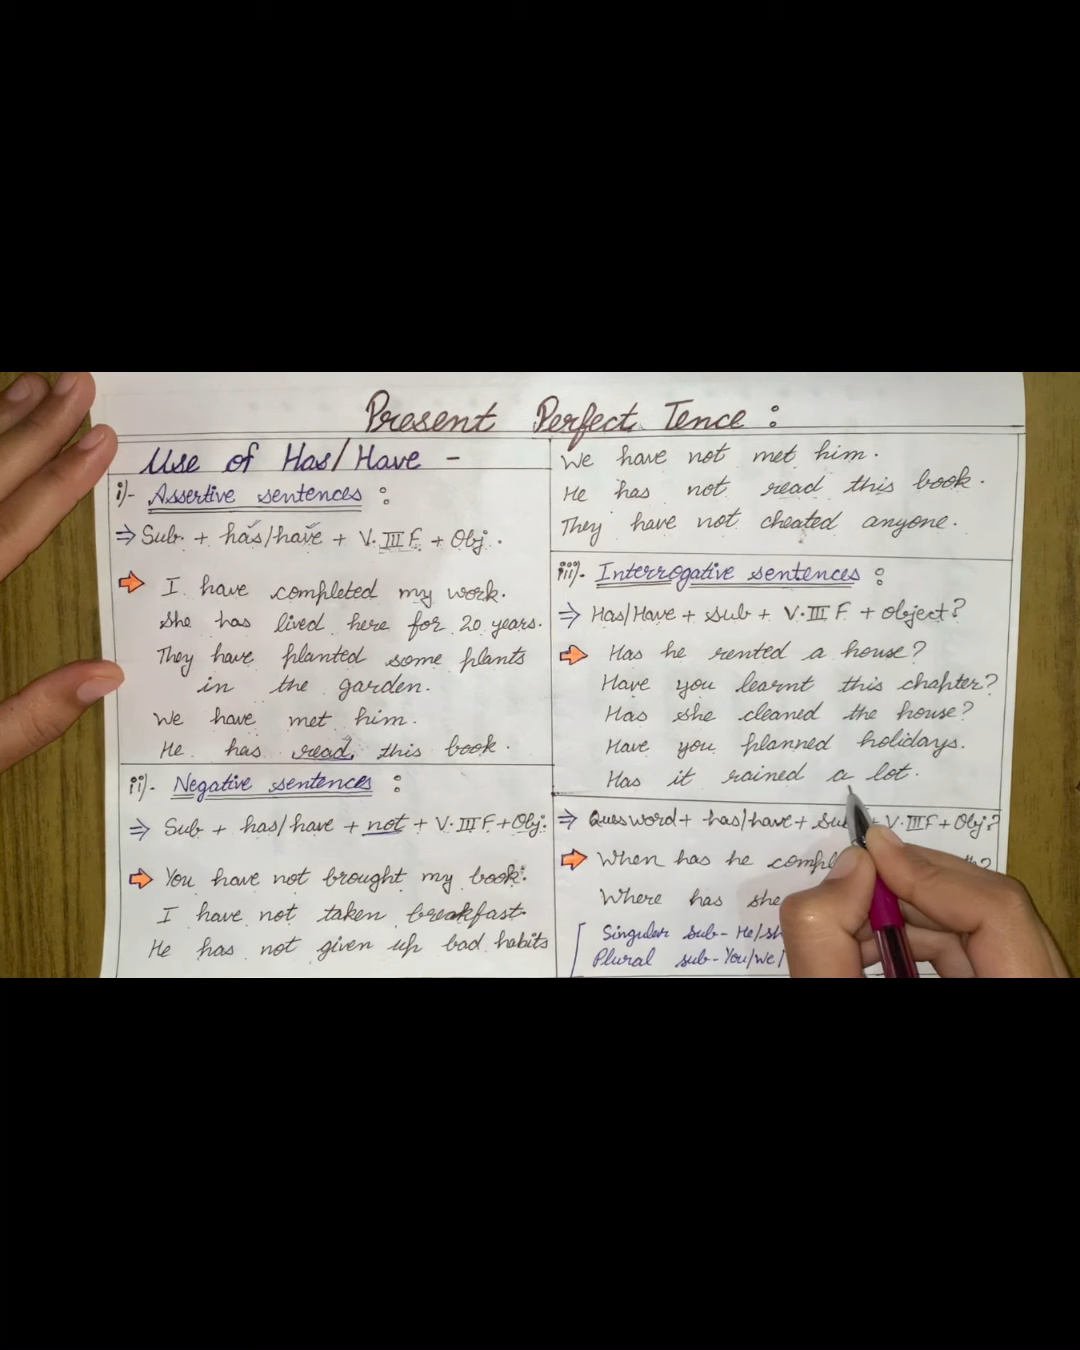 Present Perfect Tence :
Use of Has/Have -
i)- Assertive sentences :
⇒ Sub + has/have + V.III F + Obj.
I have completed my work.
She has lived here for 20 years.
They have planted some plants
in the garden.
We have met him.
He has read this book.
ii)- Negative sentences :
⇒ Sub + has/have + not + V.III F + Obj.
You have not brought my book.
I have not taken breakfast.
He has not given up bad habits
We have not met him.
He has not read this book.
They have not cheated anyone.
iii)- Interrogative sentences :
⇒ Has/Have + sub + V.III F + object?
Has he rented a house?
Have you learnt this chapter?
Has she cleaned the house?
Have you planned holidays.
Has it rained a lot.
⇒ Ques word + has/have + sub + V.III F + Obj?
When has he
Where has she
Singuler sub- He/sh
Plural sub- You/We/